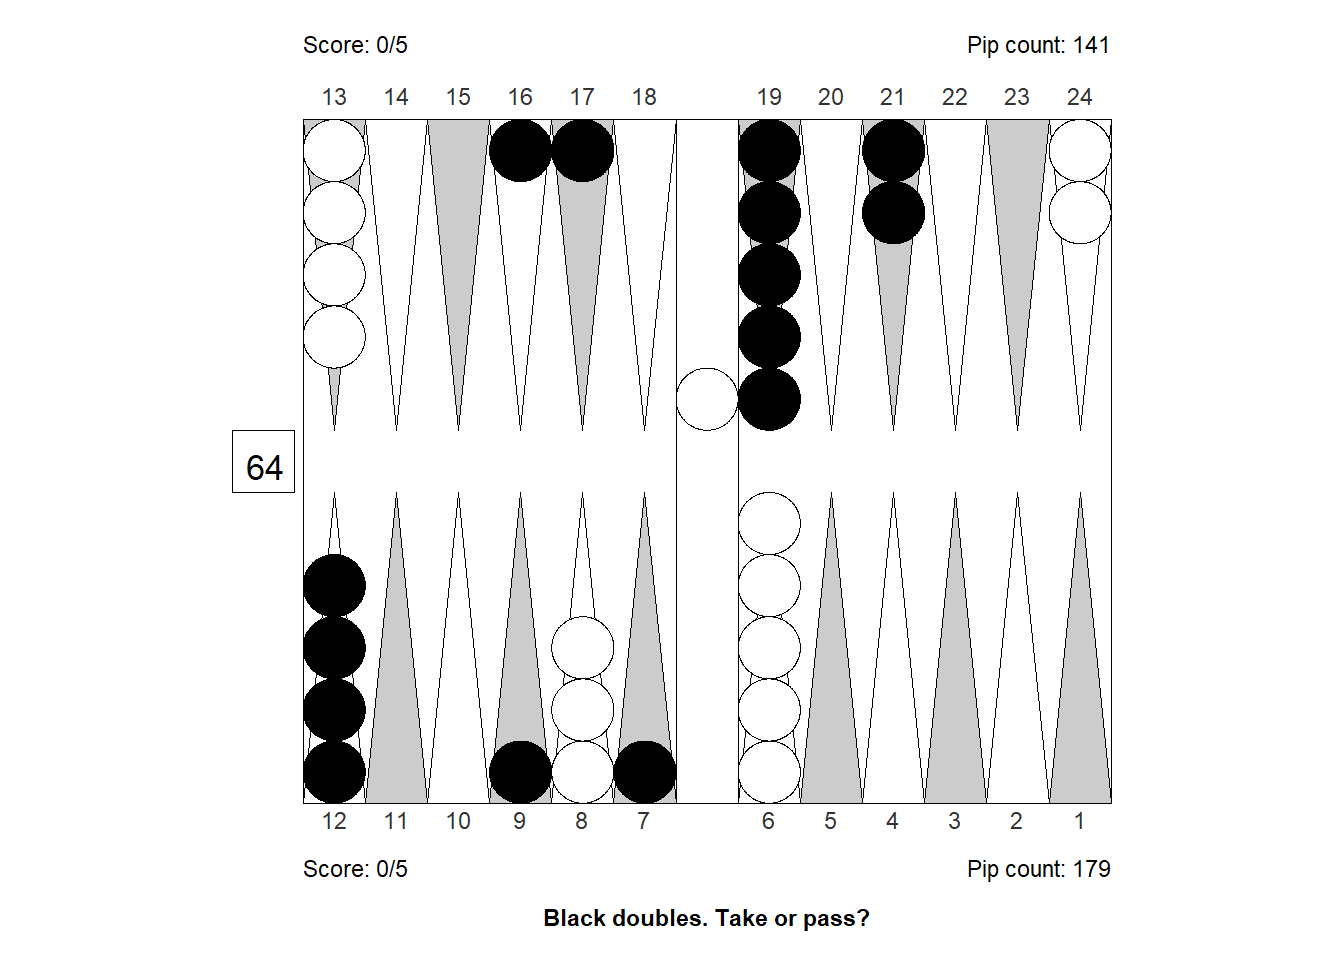 Score: 0/5 Pip count: 141
13 14 15 16 17 18 19 20 21 22 23 24
64
12 11 10 9 8 7 6 5 4 3 2 1
Score: 0/5 Pip count: 179
Black doubles. Take or pass?